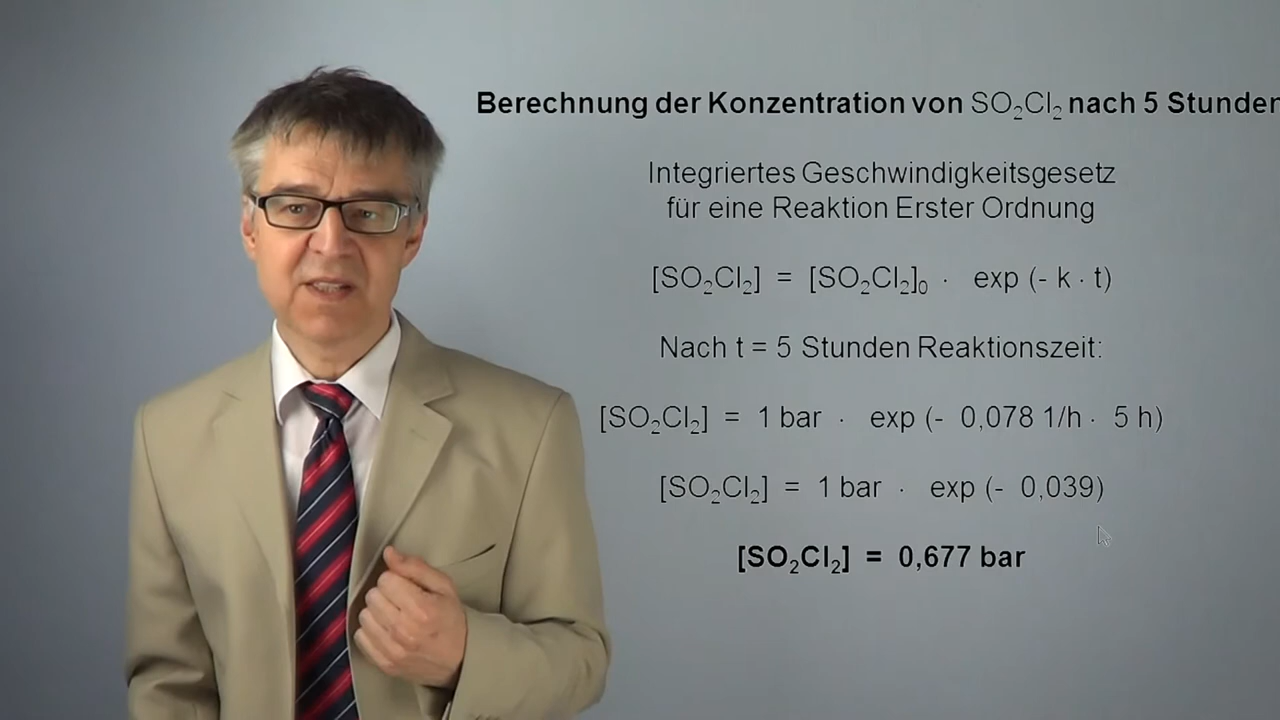 Berechnung der Konzentration von SO₂Cl₂ nach 5 Stunden
Integriertes Geschwindigkeitsgesetz
für eine Reaktion Erster Ordnung
[SO₂Cl₂] = [SO₂Cl₂]₀ · exp (- k · t)
Nach t = 5 Stunden Reaktionszeit:
[SO₂Cl₂] = 1 bar · exp (- 0,078 1/h · 5 h)
[SO₂Cl₂] = 1 bar · exp (- 0,039)
[SO₂Cl₂] = 0,677 bar